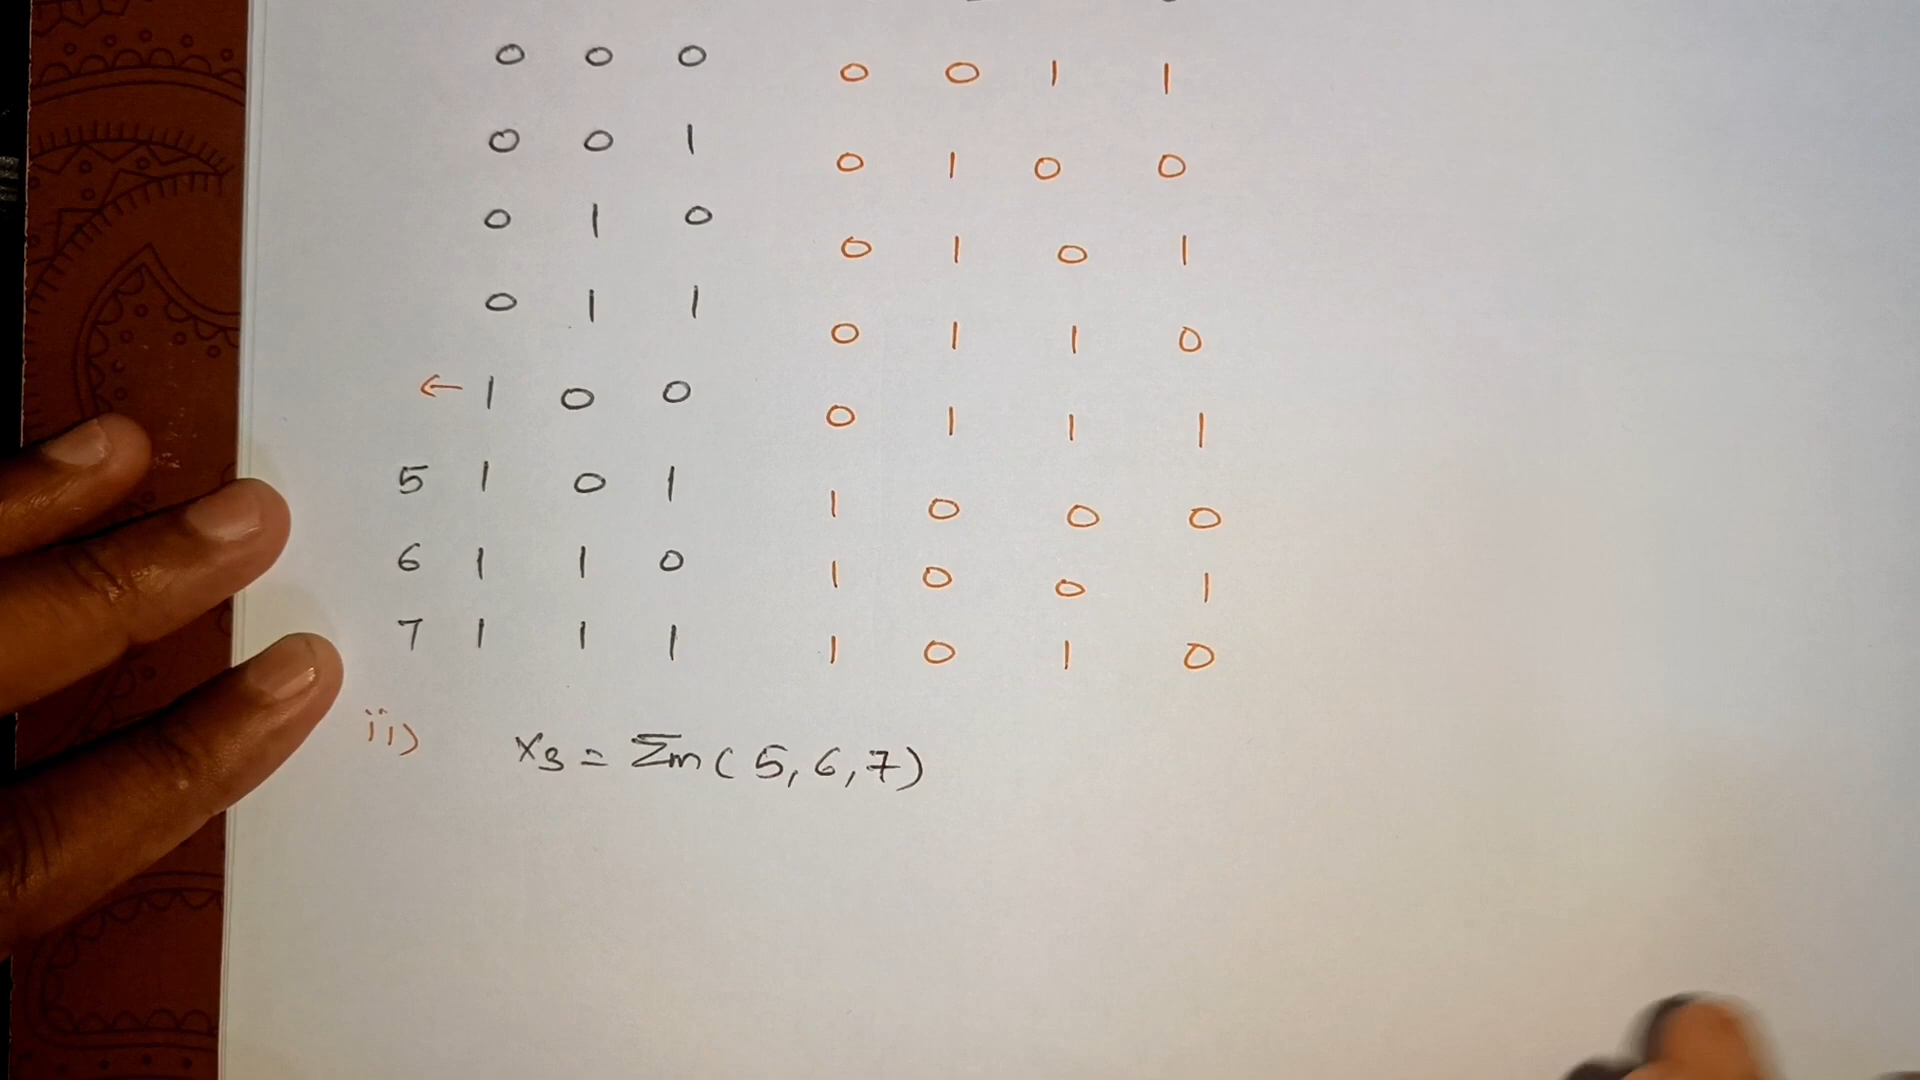 0 0 0 0 0 1 1
0 0 1 0 1 0 0
0 1 0 0 1 0 1
0 1 1 0 1 1 0
← 1 0 0 0 1 1 1
5 1 0 1 1 0 0 0
6 1 1 0 1 0 0 1
7 1 1 1 1 0 1 0
ii) X3 = Σm ( 5, 6, 7 )